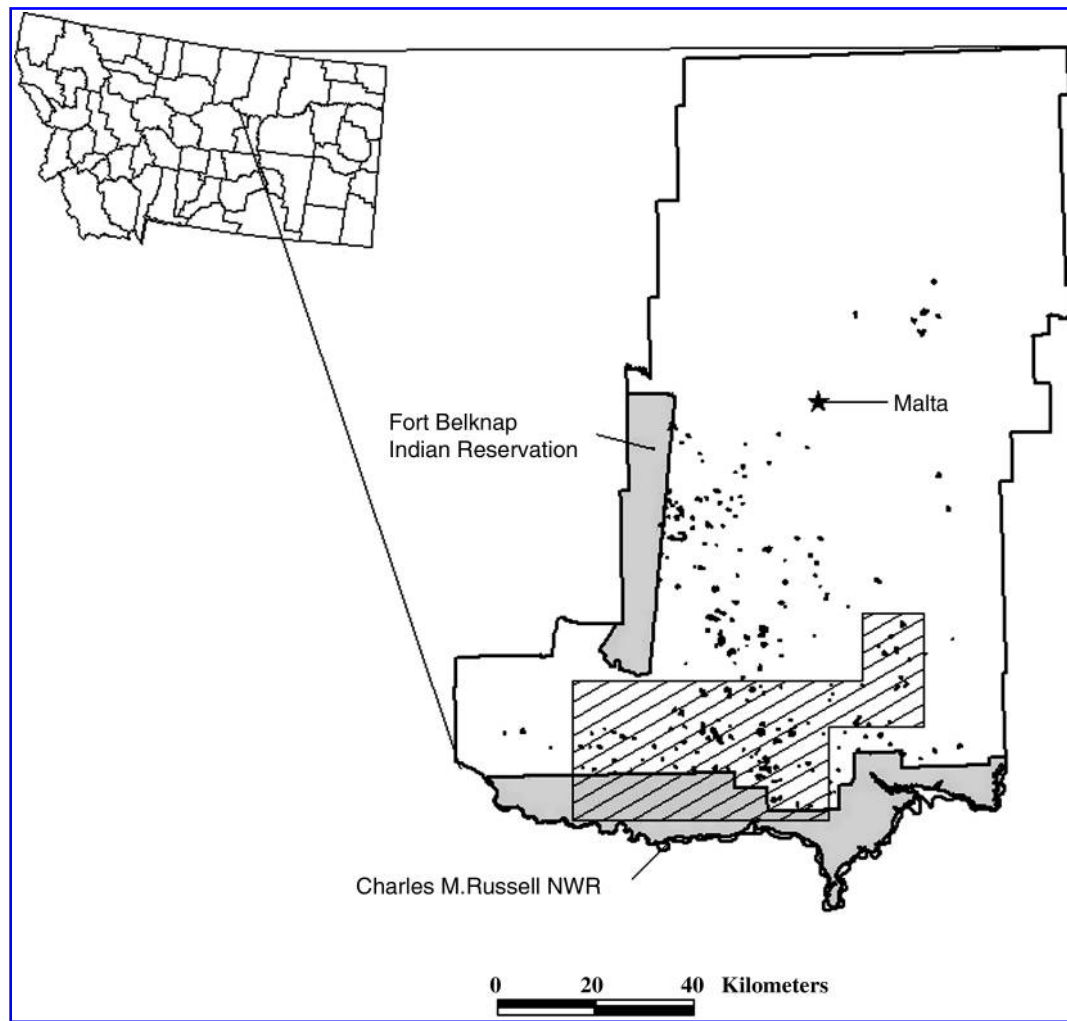 Malta
Fort Belknap
Indian Reservation
Charles M.Russell NWR
0 20 40 Kilometers